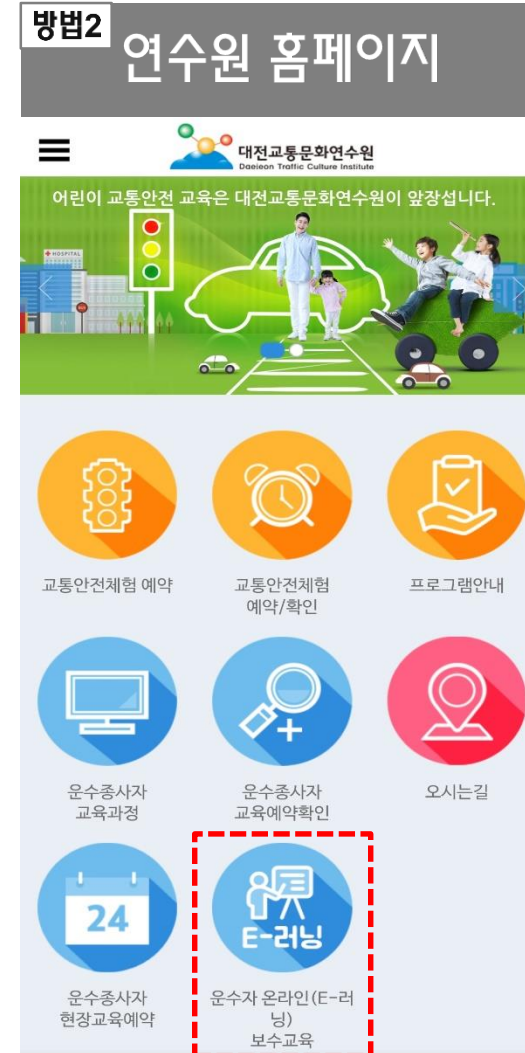 방법2
연수원 홈페이지
대전교통문화연수원
Daejeon Traffic Culture Institute
어린이 교통안전 교육은 대전교통문화연수원이 앞장섭니다.
HOSPITAL
교통안전체험 예약
교통안전체험
예약/확인
프로그램안내
운수종사자
교육과정
운수종사자
교육예약확인
오시는길
24
운수종사자
현장교육예약
E-러닝
운수자 온라인(E-러
닝)
보수교육